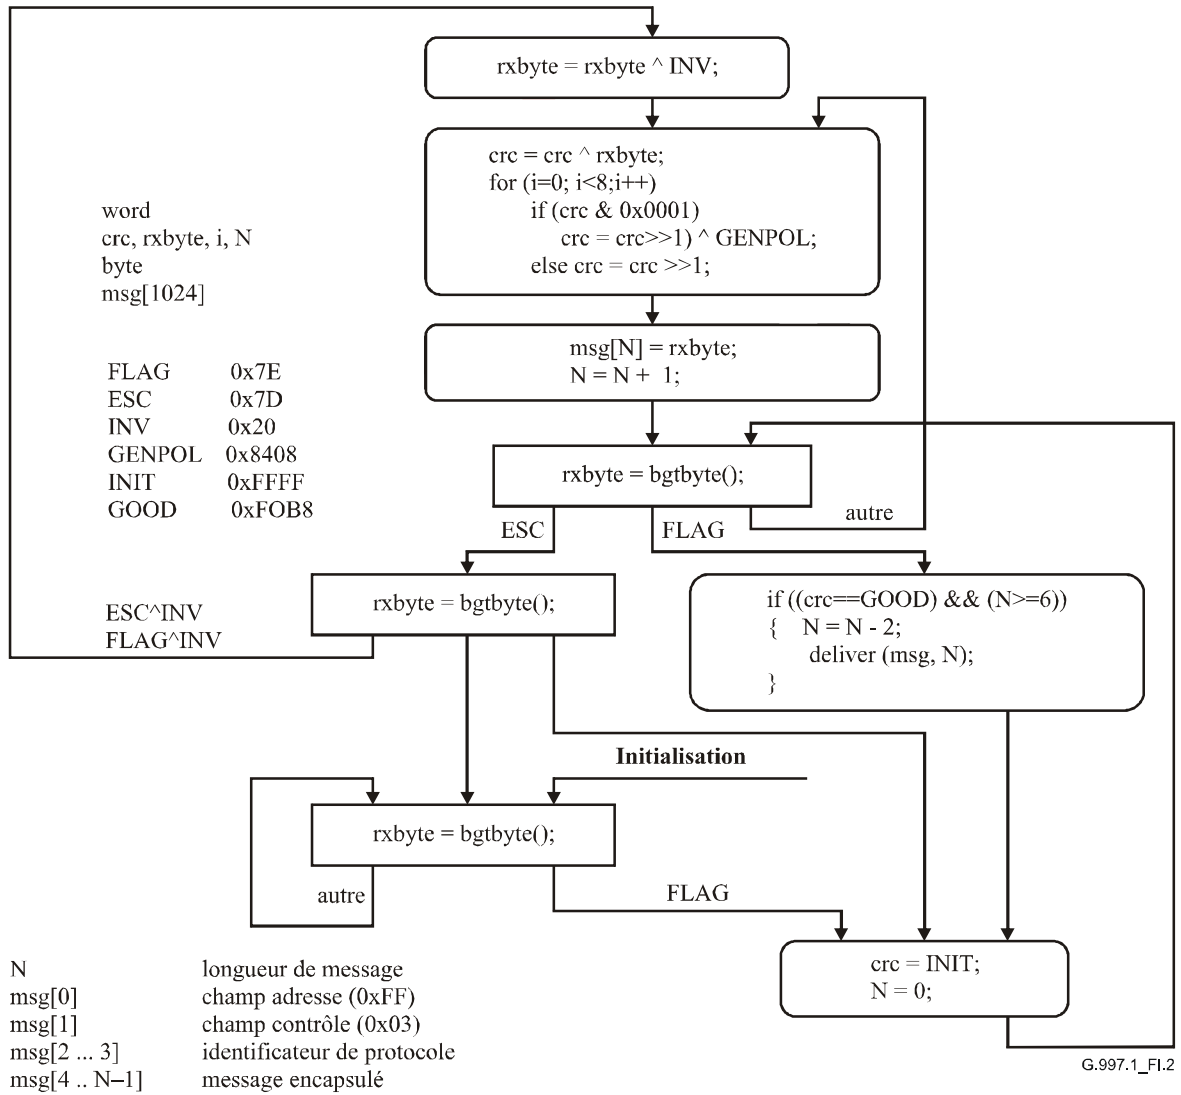 rxbyte = rxbyte ^ INV;
crc = crc ^ rxbyte;
for (i=0; i<8;i++)
if (crc & 0x0001)
crc = crc>>1) ^ GENPOL;
else crc = crc >>1;
word
crc, rxbyte, i, N
byte
msg[1024]
msg[N] = rxbyte;
N = N + 1;
FLAG 0x7E
ESC 0x7D
INV 0x20
GENPOL 0x8408
INIT 0xFFFF
GOOD 0xFOB8
rxbyte = bgtbyte();
ESC
FLAG
autre
rxbyte = bgtbyte();
ESC^INV
FLAG^INV
if ((crc==GOOD) && (N>=6))
{ N = N - 2;
deliver (msg, N);
}
Initialisation
rxbyte = bgtbyte();
autre
FLAG
crc = INIT;
N = 0;
N longueur de message
msg[0] champ adresse (0xFF)
msg[1] champ contrôle (0x03)
msg[2 ... 3] identificateur de protocole
msg[4 .. N–1] message encapsulé
G.997.1_FI.2